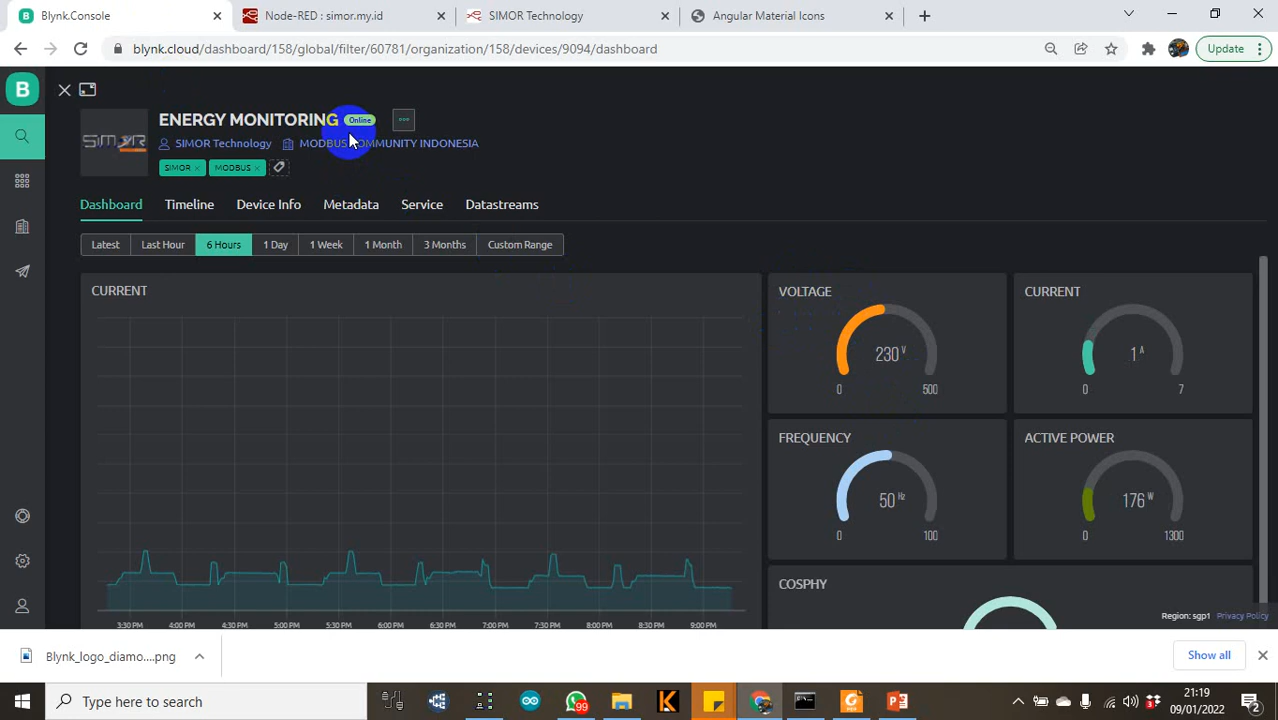 Blynk.Console
Node-RED : simor.my.id
SIMOR Technology
Angular Material Icons
blynk.cloud/dashboard/158/global/filter/60781/organization/158/devices/9094/dashboard
Update
B
SIMOR
ENERGY MONITORING Online
SIMOR Technology
MODBUS COMMUNITY INDONESIA
SIMOR × MODBUS ×
Dashboard Timeline Device Info Metadata Service Datastreams
Latest Last Hour 6 Hours 1 Day 1 Week 1 Month 3 Months Custom Range
CURRENT
3:30 PM 4:00 PM 4:30 PM 5:00 PM 5:30 PM 6:00 PM 6:30 PM 7:00 PM 7:30 PM 8:00 PM 8:30 PM 9:00 PM
VOLTAGE
230 V
0 500
CURRENT
1 A
0 7
FREQUENCY
50 Hz
0 100
ACTIVE POWER
176 W
0 1300
COSPHY
Region: sgp1 Privacy Policy
Blynk_logo_diamo....png
Show all
Type here to search
99
K
21:19
09/01/2022
2